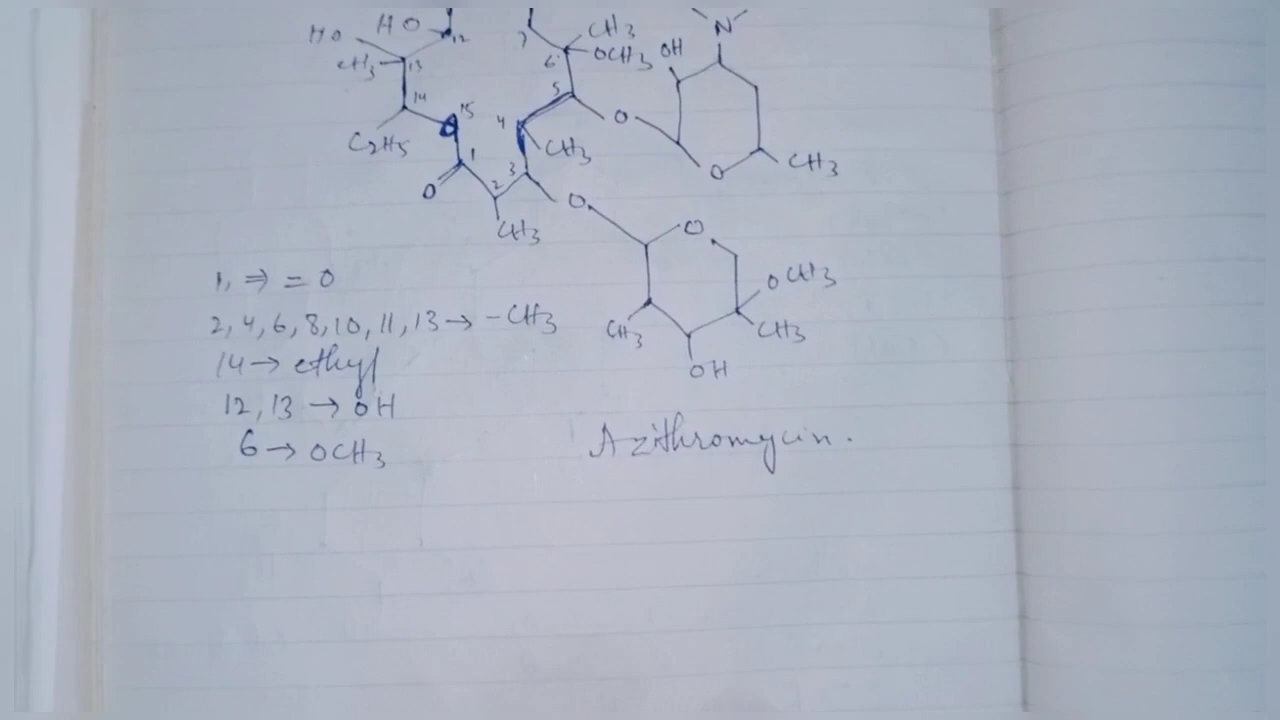 HO HO 12 7 CH3 N
CH3 13 6 OCH3 OH
14 15 5 O
C2H5 1 4 CH3 O CH3
O 2 3 O
CH3 O
1, ⇒ = O OCH3
2, 4, 6, 8, 10, 11, 13 → -CH3 CH3 CH3
14 → ethyl OH
12, 13 → OH
6 → OCH3 Azithromycin.